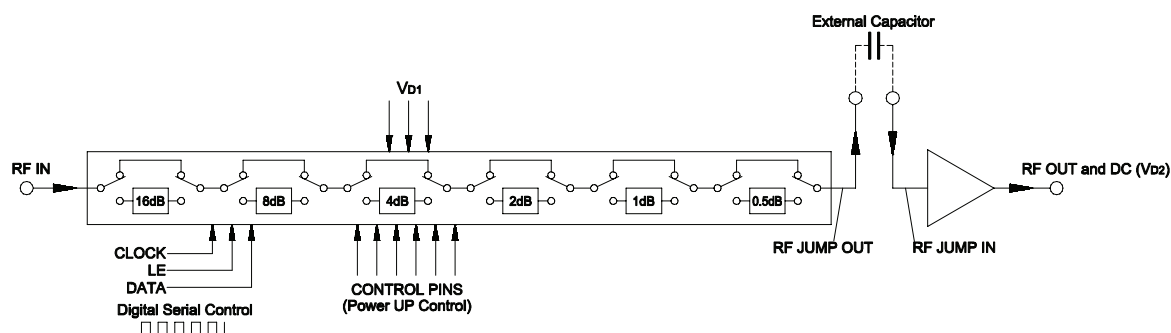 External Capacitor
VD1
RF IN
RF OUT and DC (VD2)
16dB
8dB
4dB
2dB
1dB
0.5dB
RF JUMP OUT
RF JUMP IN
CLOCK
LE
DATA
CONTROL PINS
(Power UP Control)
Digital Serial Control